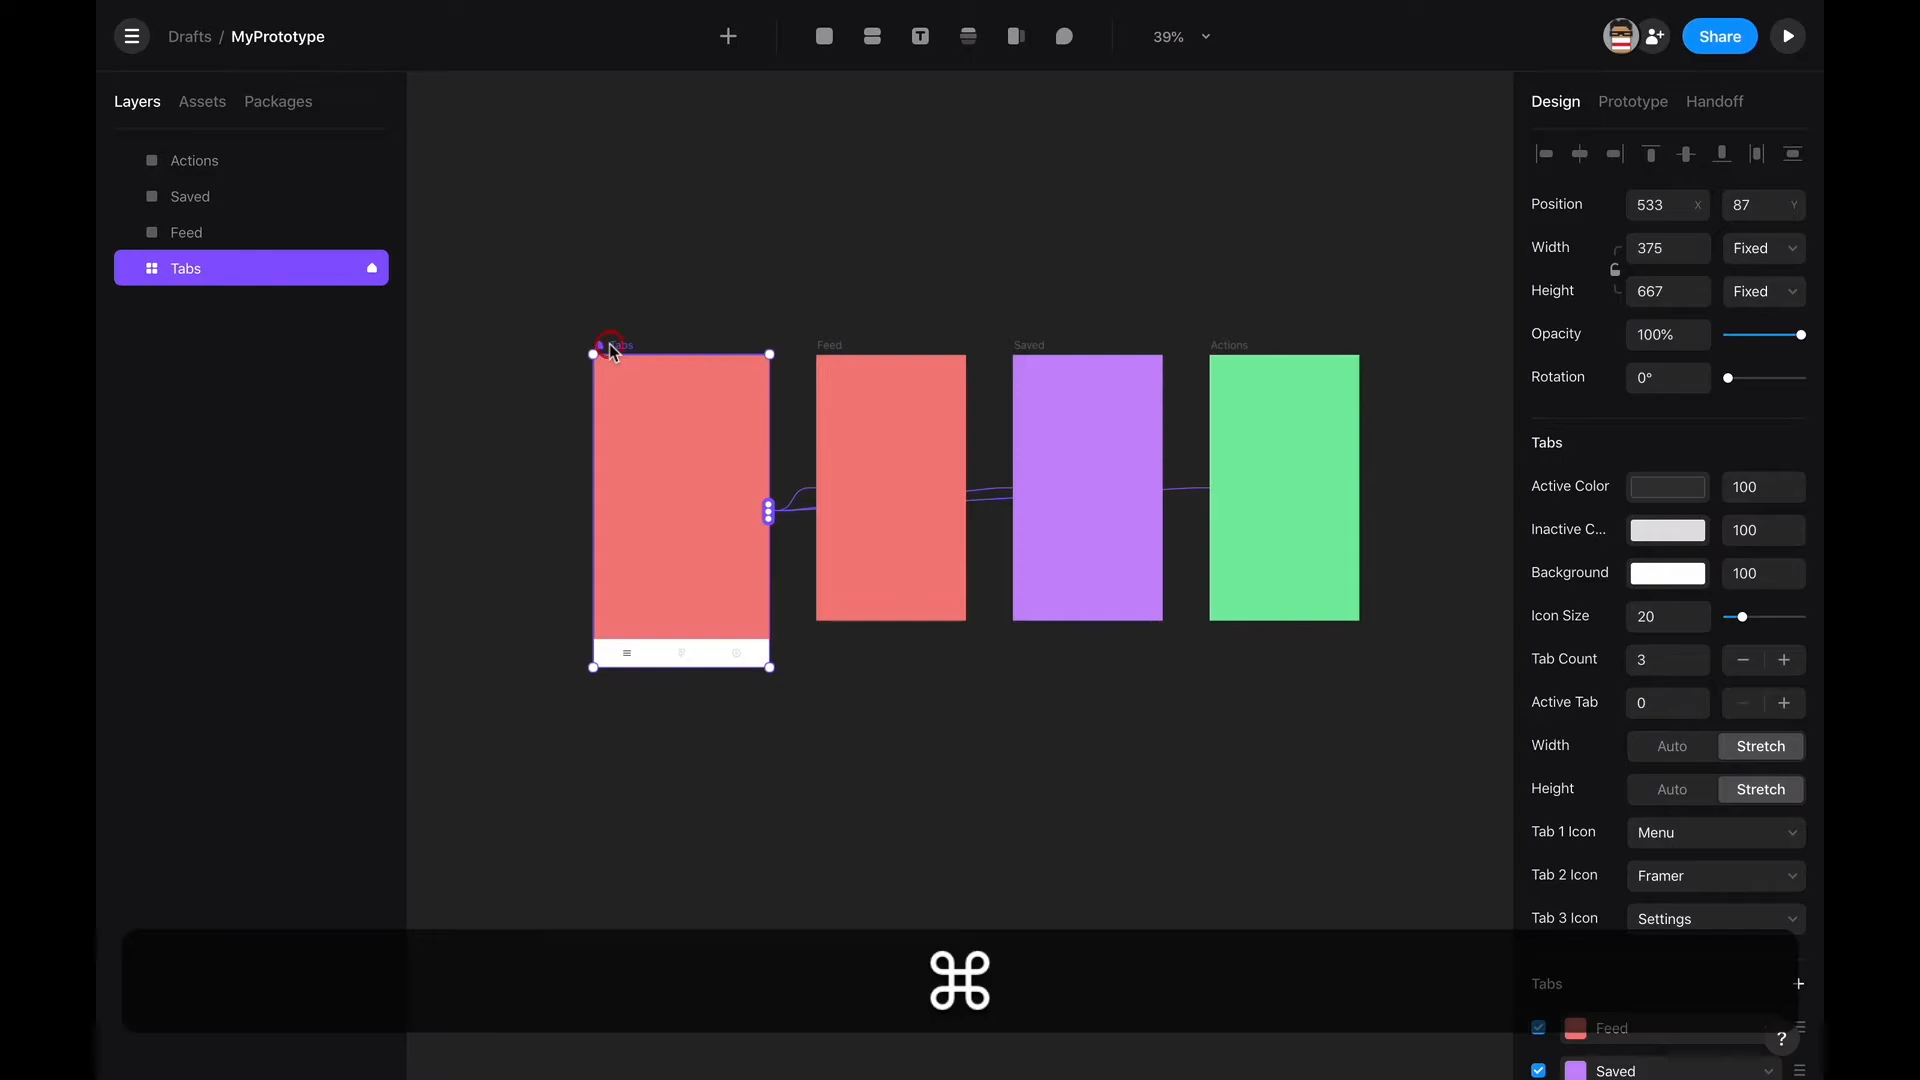 Drafts / MyPrototype
39%
Share
Layers Assets Packages
Design Prototype Handoff
Actions
Saved
Feed
Tabs
Position 533 X 87 Y
Width 375 Fixed
Height 667 Fixed
Opacity 100%
Rotation 0°
Tabs
Feed
Saved
Actions
Tabs
Active Color 100
Inactive C... 100
Background 100
Icon Size 20
Tab Count 3
Active Tab 0
Width Auto Stretch
Height Auto Stretch
Tab 1 Icon Menu
Tab 2 Icon Framer
Tab 3 Icon Settings
⌘
Tabs
Feed
?
Saved